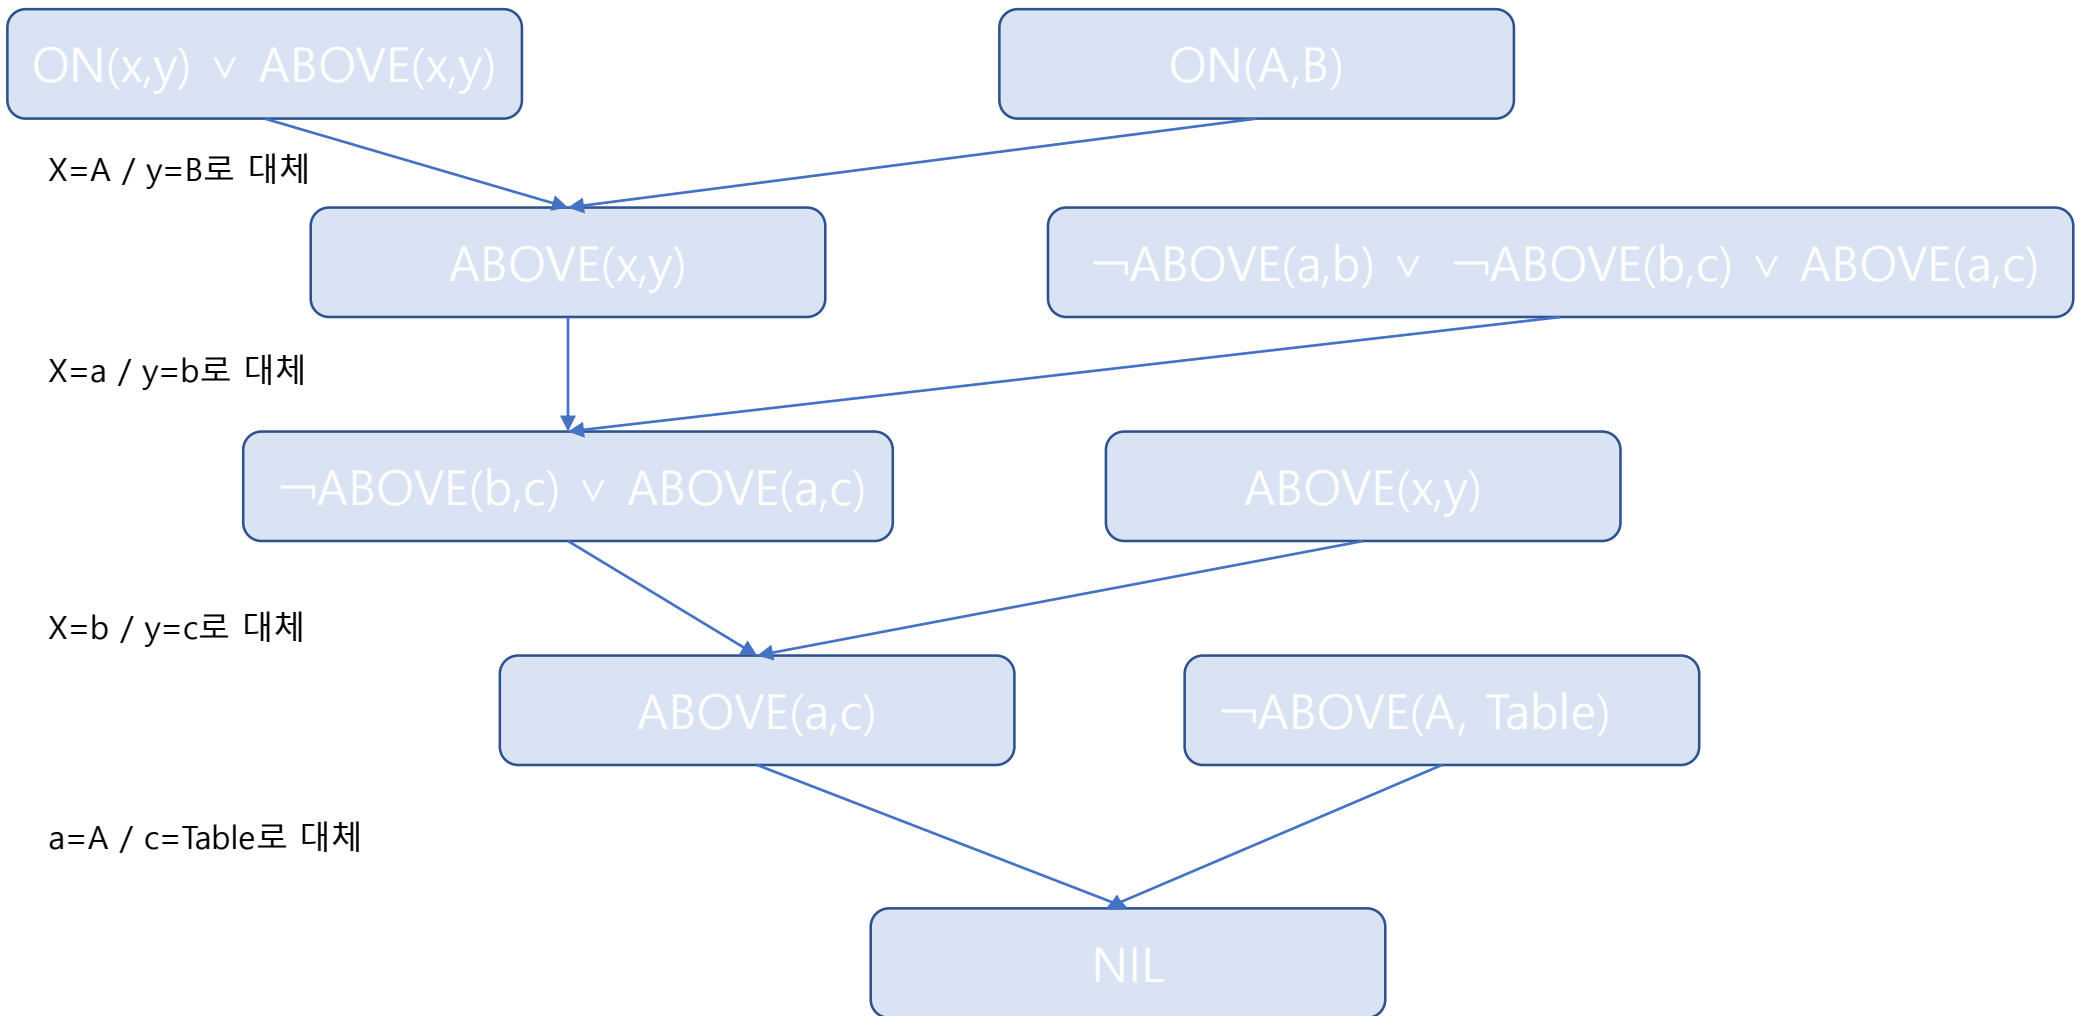 ON(x,y) ∨ ABOVE(x,y)
ON(A,B)
X=A / y=B로 대체
ABOVE(x,y)
¬ABOVE(a,b) ∨ ¬ABOVE(b,c) ∨ ABOVE(a,c)
X=a / y=b로 대체
¬ABOVE(b,c) ∨ ABOVE(a,c)
ABOVE(x,y)
X=b / y=c로 대체
ABOVE(a,c)
¬ABOVE(A, Table)
a=A / c=Table로 대체
NIL